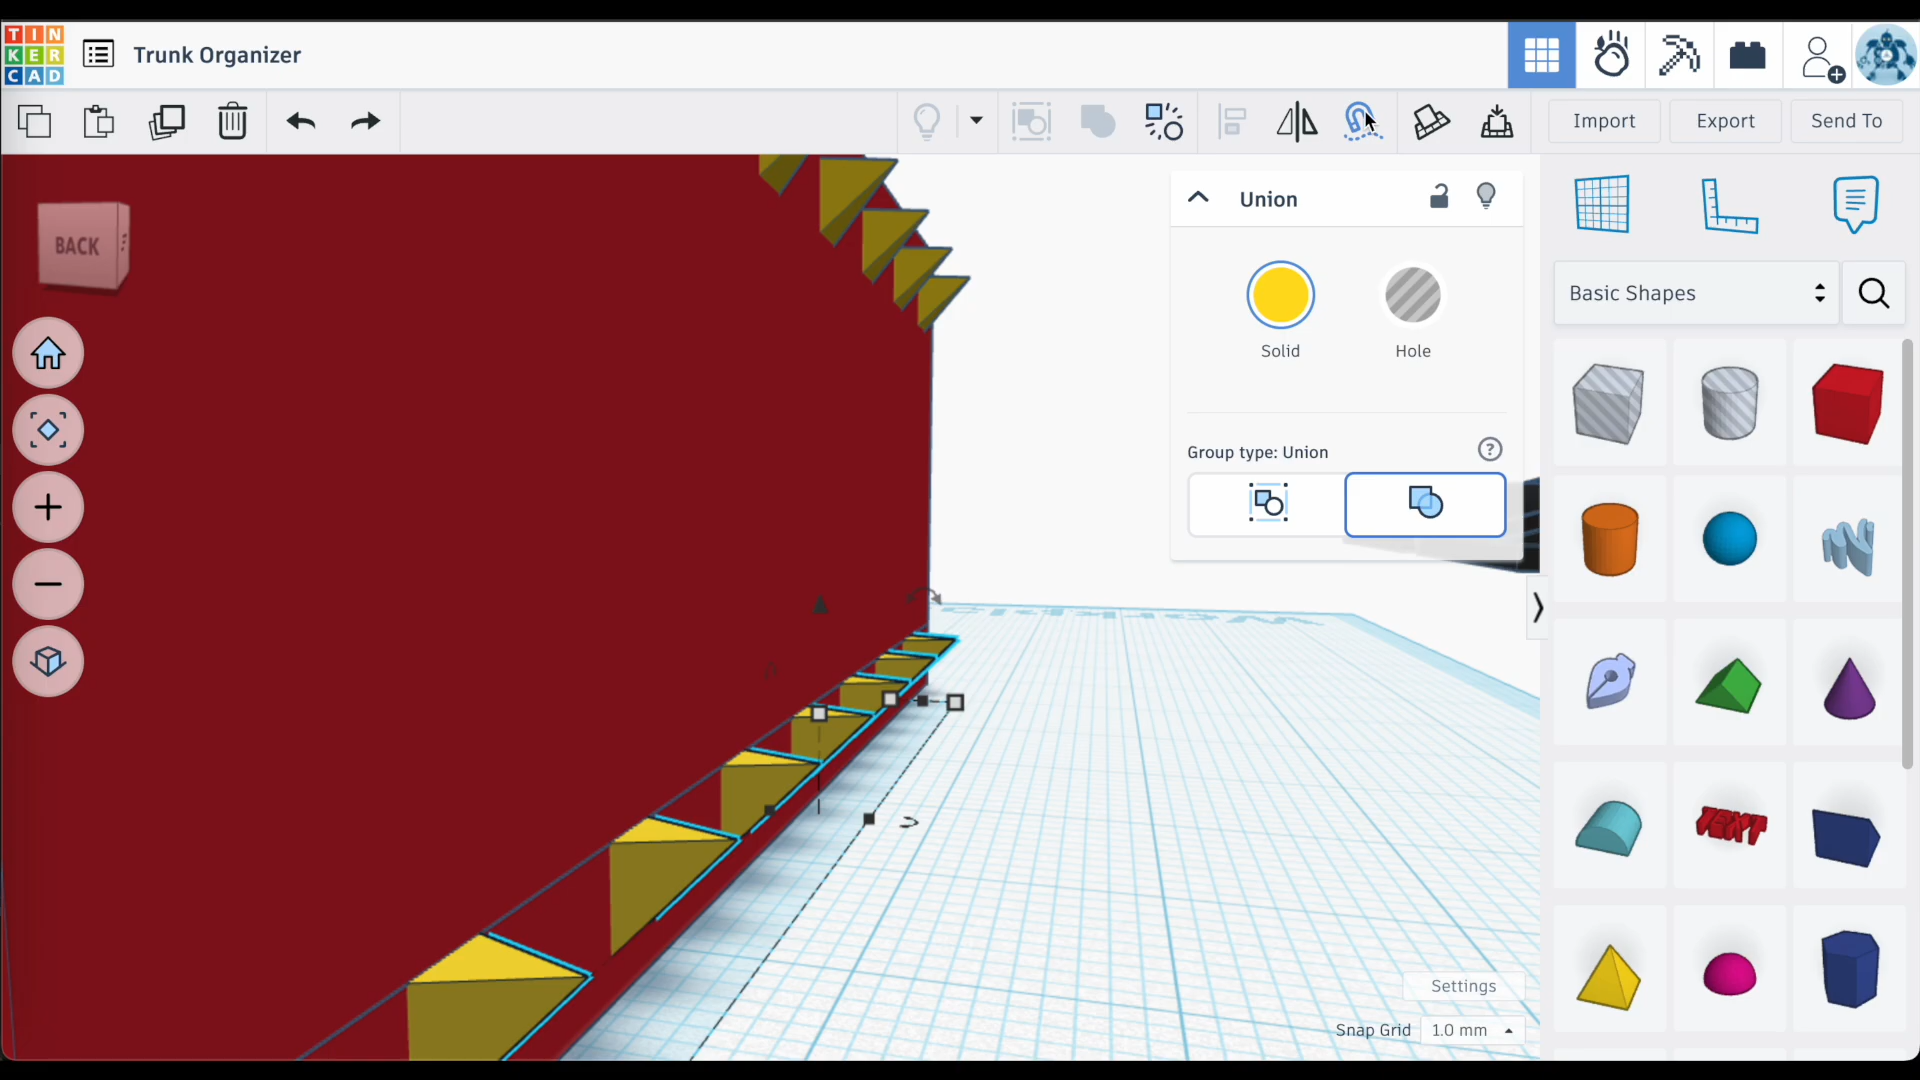 TIN
KER
CAD
Trunk Organizer
Import
Export
Send To
BACK
Union
Solid
Hole
Group type: Union
?
Basic Shapes
TEXT
Settings
Snap Grid 1.0 mm